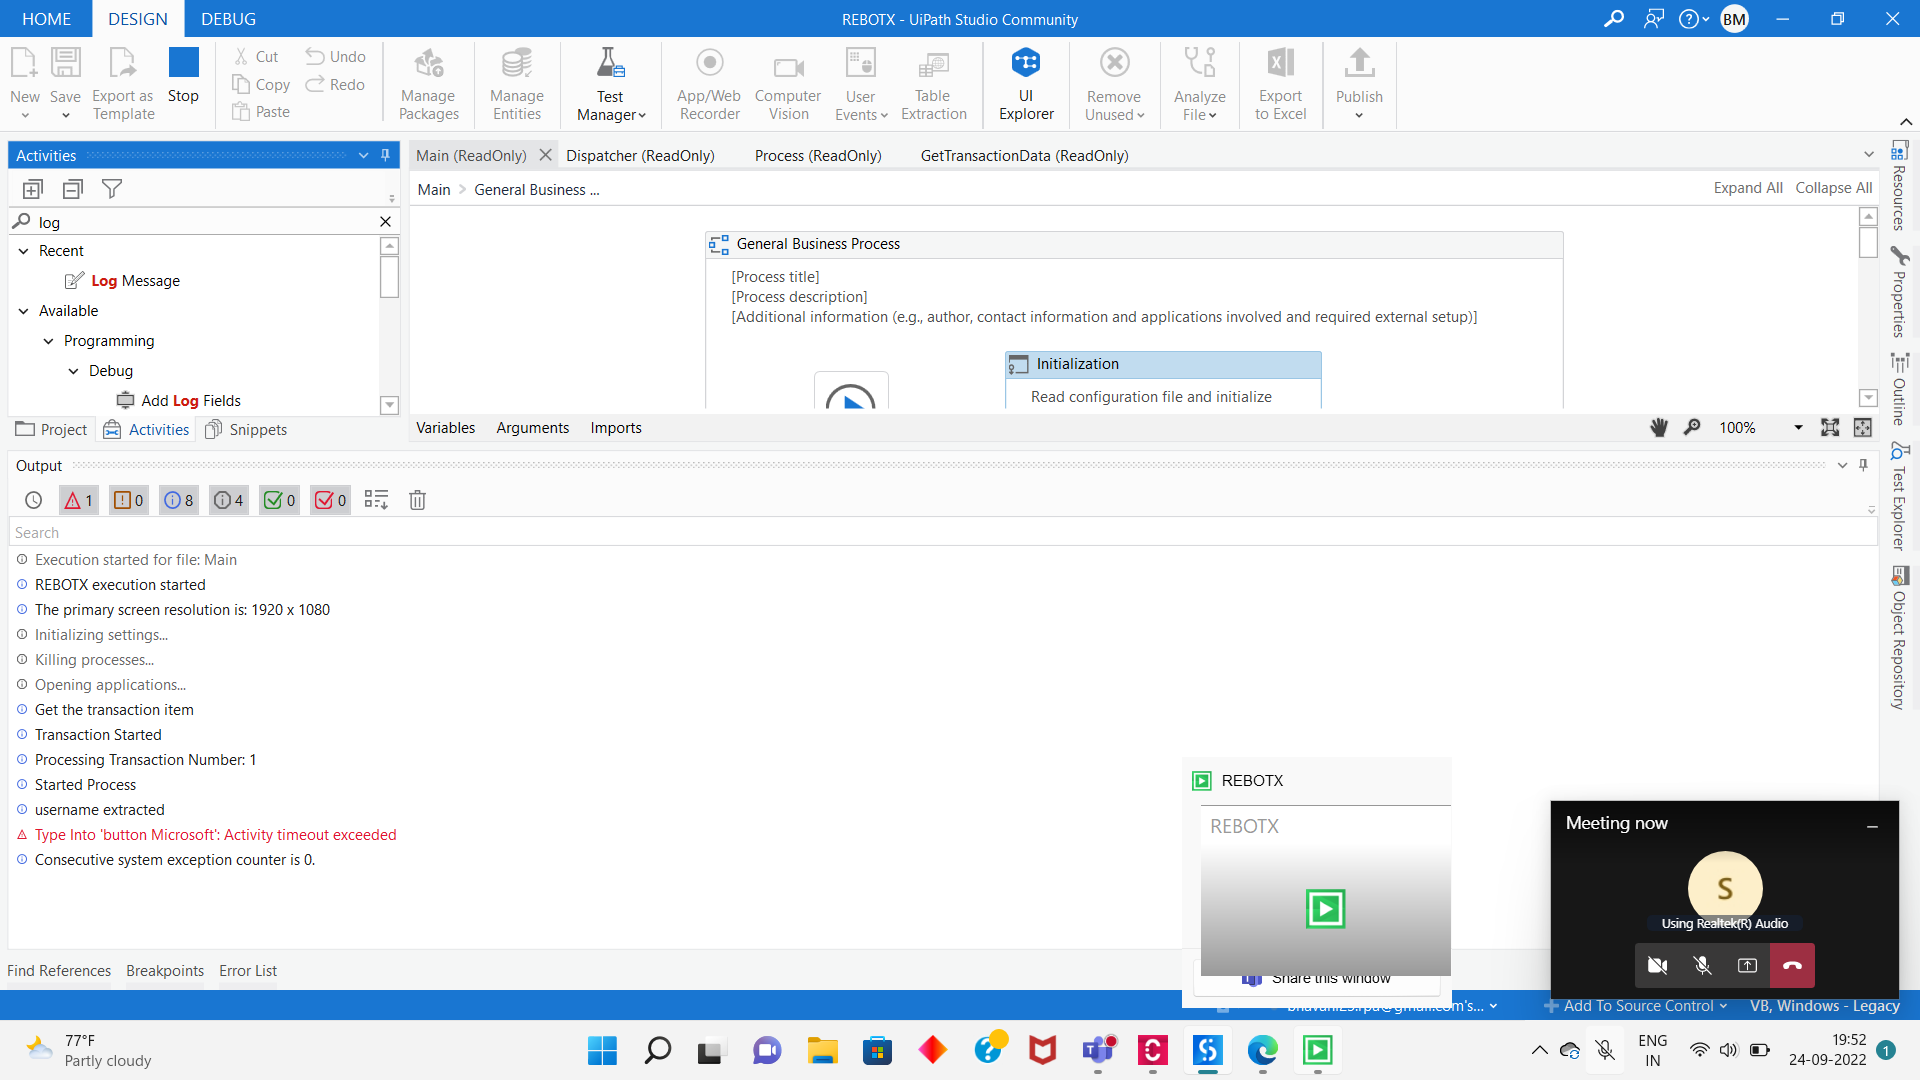 HOME DESIGN DEBUG REBOTX - UiPath Studio Community BM
New Save Export as Template Stop Cut Copy Paste Undo Redo Manage Packages Manage Entities Test Manager App/Web Recorder Computer Vision User Events Table Extraction UI Explorer Remove Unused Analyze File Export to Excel Publish
Activities
log
Recent
Log Message
Available
Programming
Debug
Add Log Fields
Project Activities Snippets
Main (ReadOnly) Dispatcher (ReadOnly) Process (ReadOnly) GetTransactionData (ReadOnly)
Main > General Business ... Expand All Collapse All
General Business Process
[Process title]
[Process description]
[Additional information (e.g., author, contact information and applications involved and required external setup)]
Initialization
Read configuration file and initialize
Variables Arguments Imports 100%
Resources
Properties
Outline
Test Explorer
Object Repository
Output
1 0 8 4 0 0
Search
Execution started for file: Main
REBOTX execution started
The primary screen resolution is: 1920 x 1080
Initializing settings...
Killing processes...
Opening applications...
Get the transaction item
Transaction Started
Processing Transaction Number: 1
Started Process
username extracted
Type Into 'button Microsoft': Activity timeout exceeded
Consecutive system exception counter is 0.
REBOTX
REBOTX
Share this window
Meeting now
S
Using Realtek(R) Audio
Find References Breakpoints Error List
Add To Source Control VB, Windows - Legacy
77°F
Partly cloudy
ENG
IN
19:52
24-09-2022
1